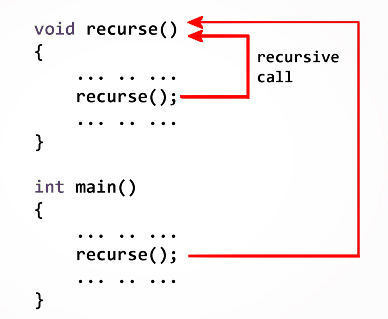 void recurse()
{
... .. ...
recurse();
... .. ...
}
recursive
call
int main()
{
... .. ...
recurse();
... .. ...
}